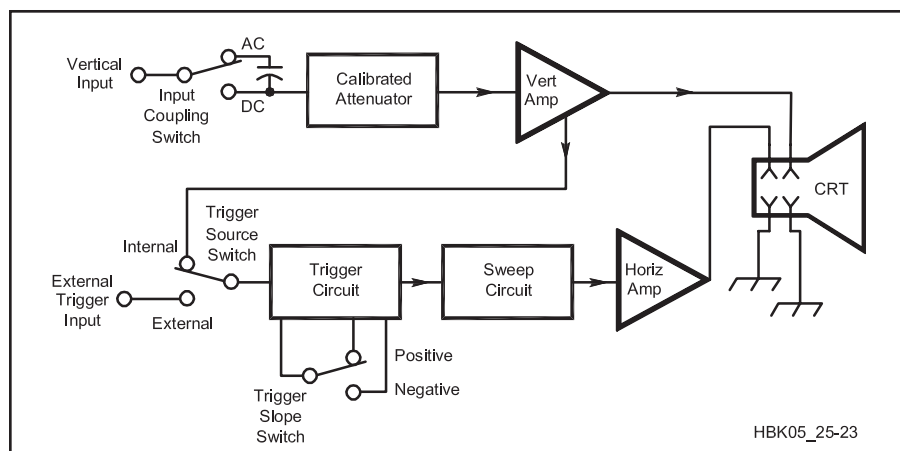 Vertical
Input
AC
DC
Input
Coupling
Switch
Calibrated
Attenuator
Vert
Amp
CRT
Internal
Trigger
Source
Switch
External
Trigger
Input
External
Trigger
Circuit
Sweep
Circuit
Horiz
Amp
Positive
Negative
Trigger
Slope
Switch
HBK05_25-23